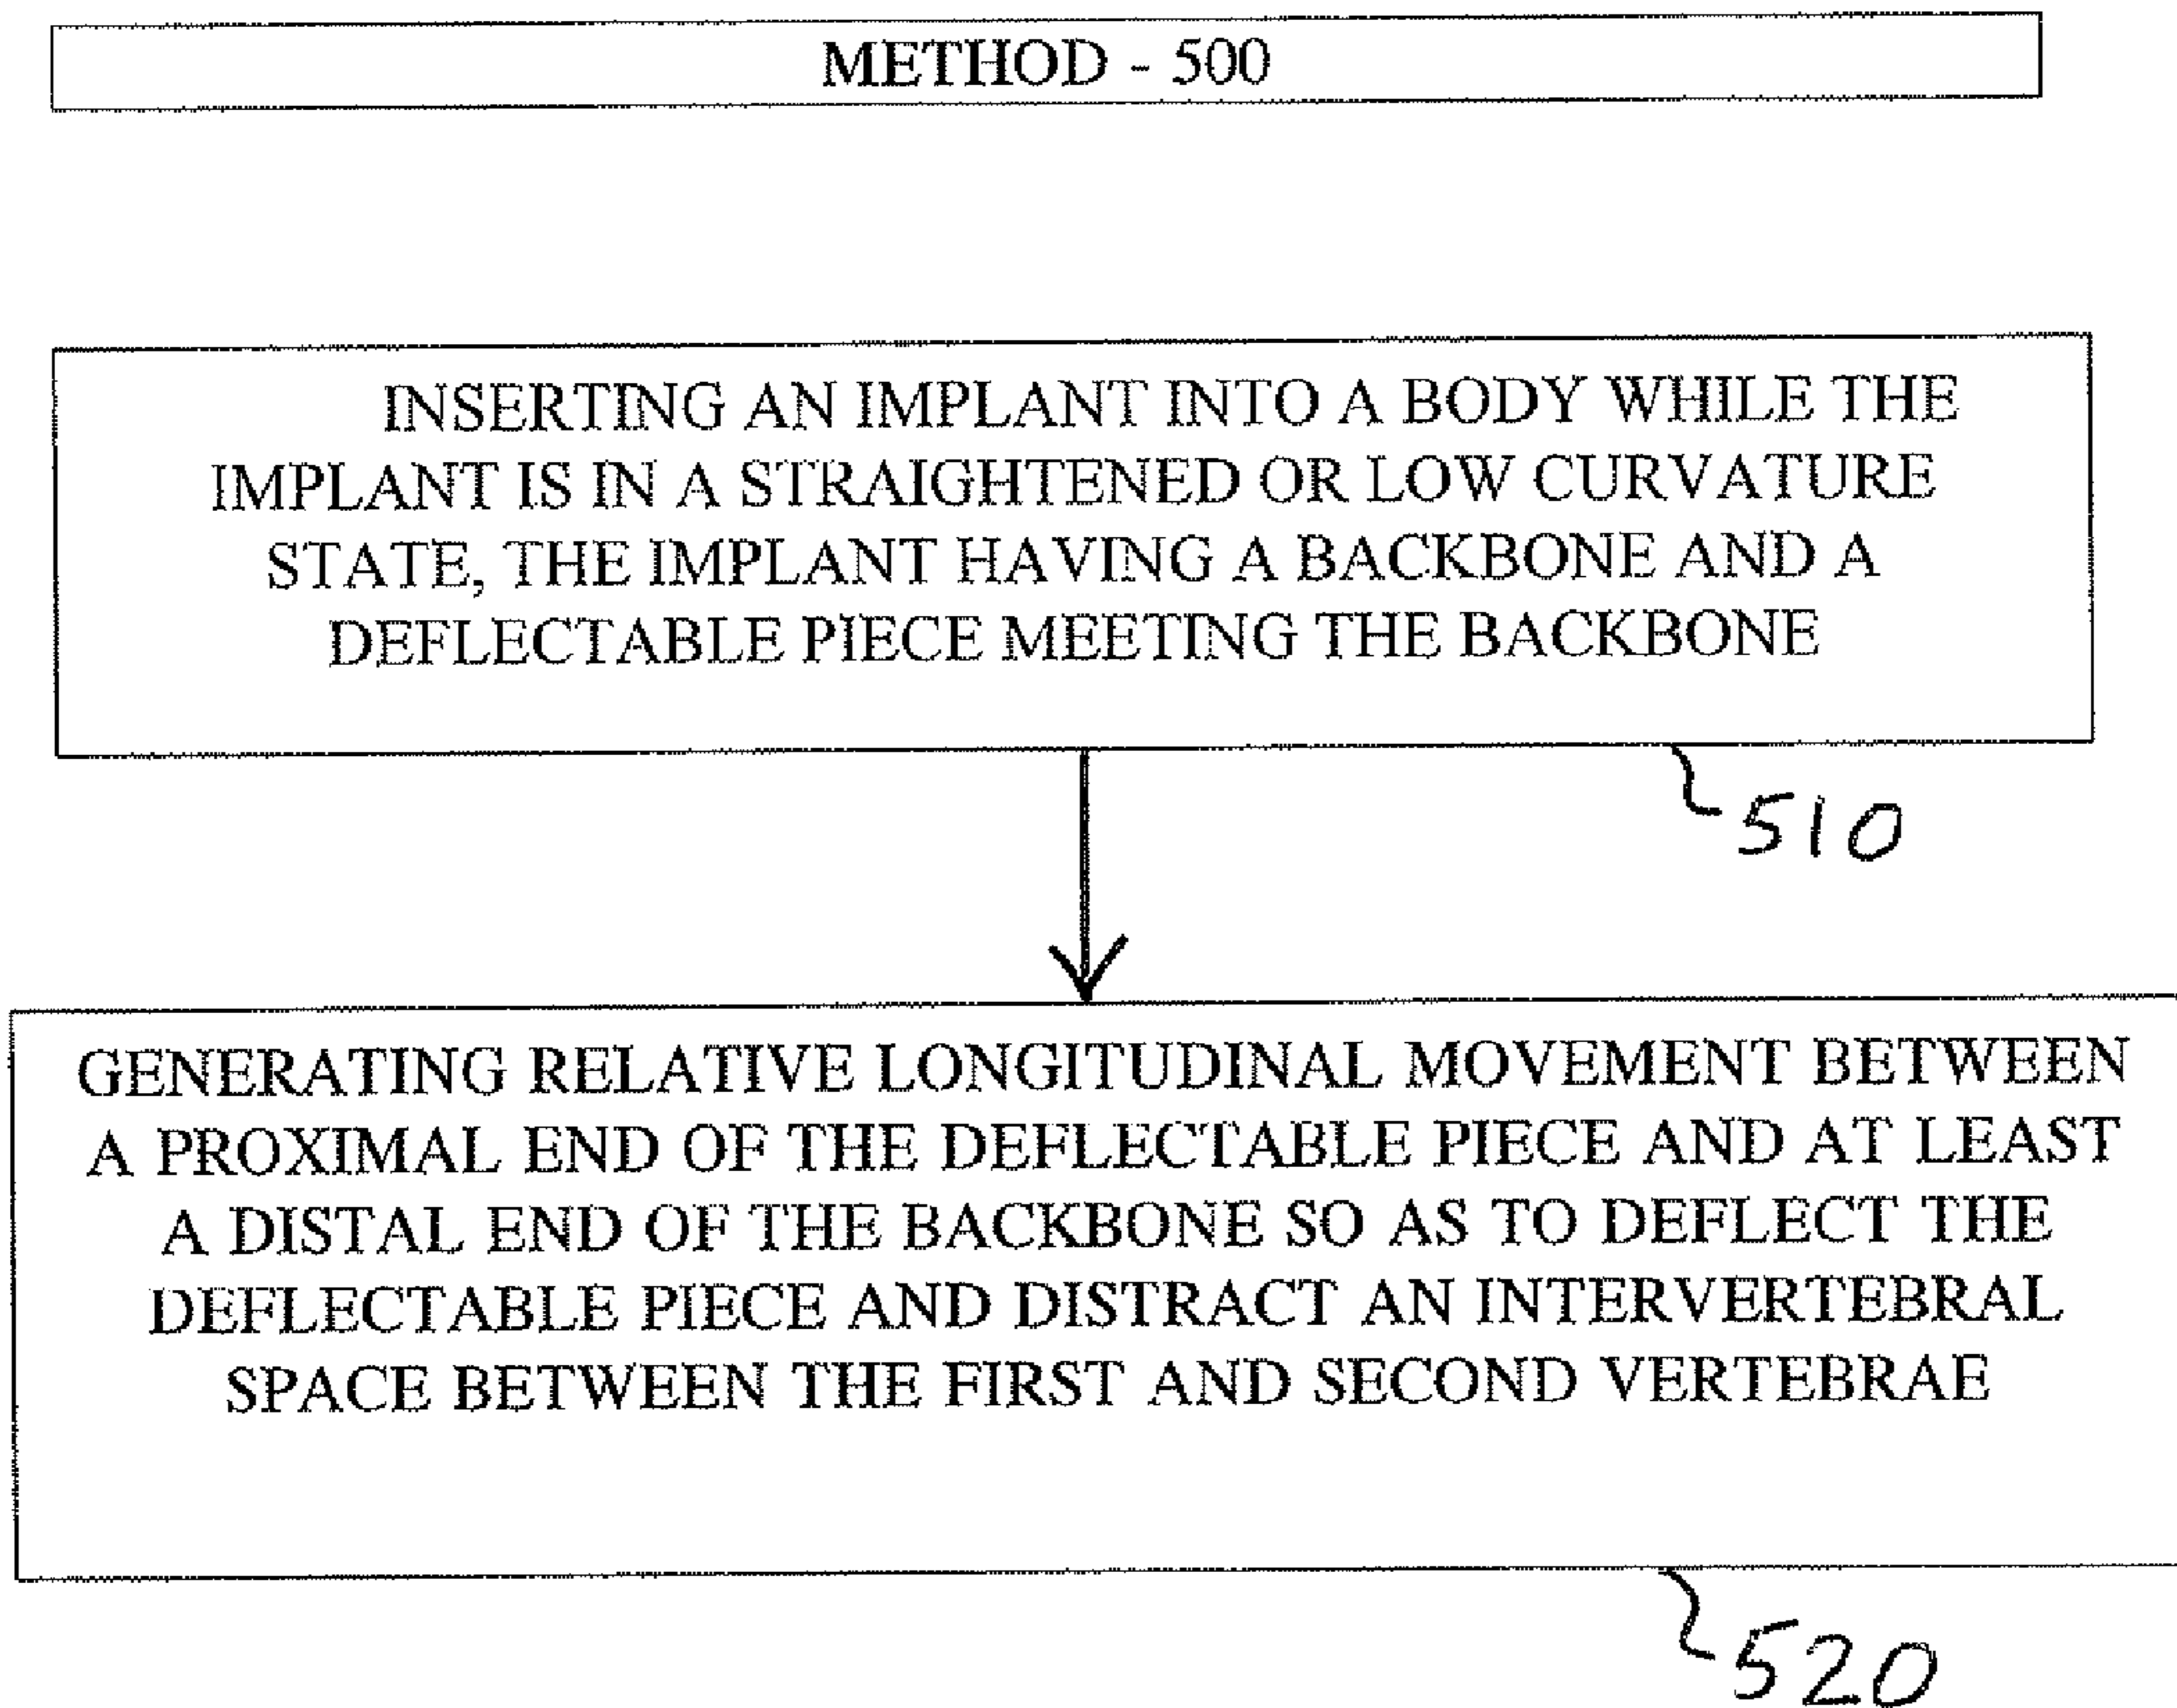 METHOD - 500
INSERTING AN IMPLANT INTO A BODY WHILE THE
IMPLANT IS IN A STRAIGHTENED OR LOW CURVATURE
STATE, THE IMPLANT HAVING A BACKBONE AND A
DEFLECTABLE PIECE MEETING THE BACKBONE
510
GENERATING RELATIVE LONGITUDINAL MOVEMENT BETWEEN
A PROXIMAL END OF THE DEFLECTABLE PIECE AND AT LEAST
A DISTAL END OF THE BACKBONE SO AS TO DEFLECT THE
DEFLECTABLE PIECE AND DISTRACT AN INTERVERTEBRAL
SPACE BETWEEN THE FIRST AND SECOND VERTEBRAE
520